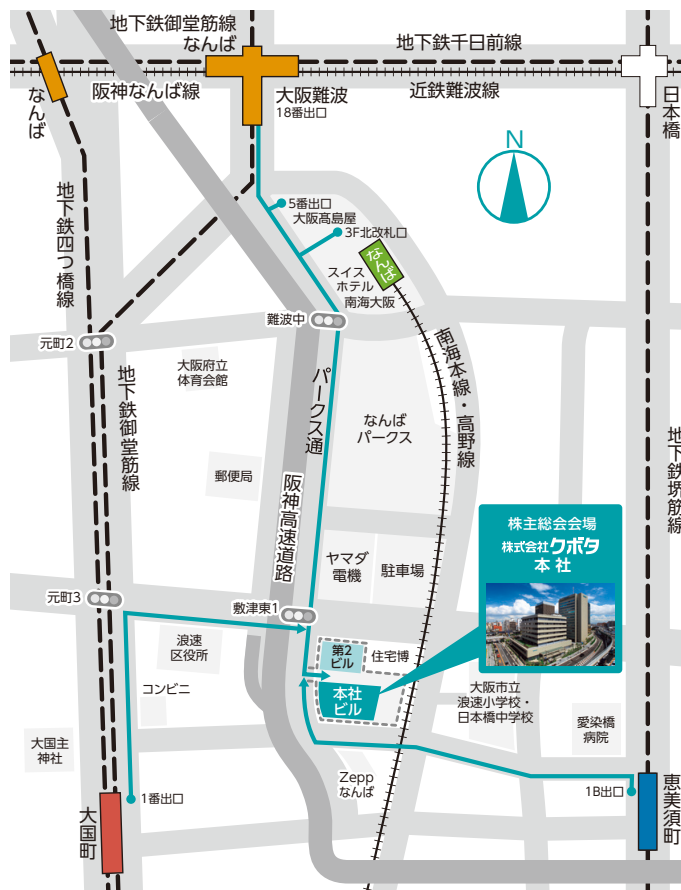 地下鉄御堂筋線
なんば
地下鉄千日前線
なんば
阪神なんば線
大阪難波
18番出口
近鉄難波線
日本橋
N
地下鉄四つ橋線
5番出口
大阪髙島屋
3F北改札口
なんば
スイス
ホテル
南海大阪
難波中
元町2
大阪府立
体育会館
地下鉄御堂筋線
パークス通
南海本線・高野線
なんば
パークス
地下鉄堺筋線
郵便局
阪神高速道路
株主総会会場
株式会社クボタ
本社
ヤマダ
電機
駐車場
元町3
敷津東1
浪速
区役所
第2
ビル
住宅博
コンビニ
本社
ビル
大阪市立
浪速小学校・
日本橋中学校
愛染橋
病院
大国主
神社
Zepp
なんば
1番出口
1B出口
大国町
恵美須町